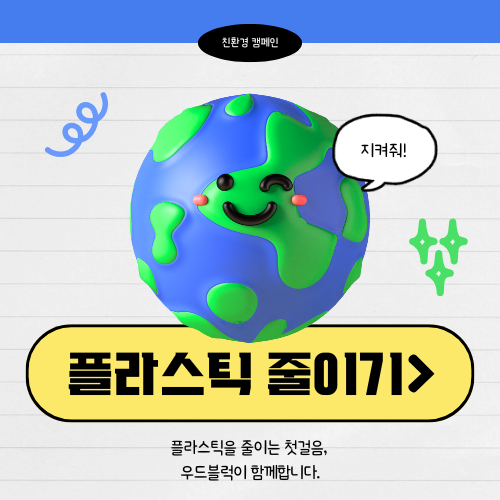 친환경 캠페인
지켜줘!
플라스틱 줄이기>
플라스틱을 줄이는 첫걸음,
우드블럭이 함께합니다.